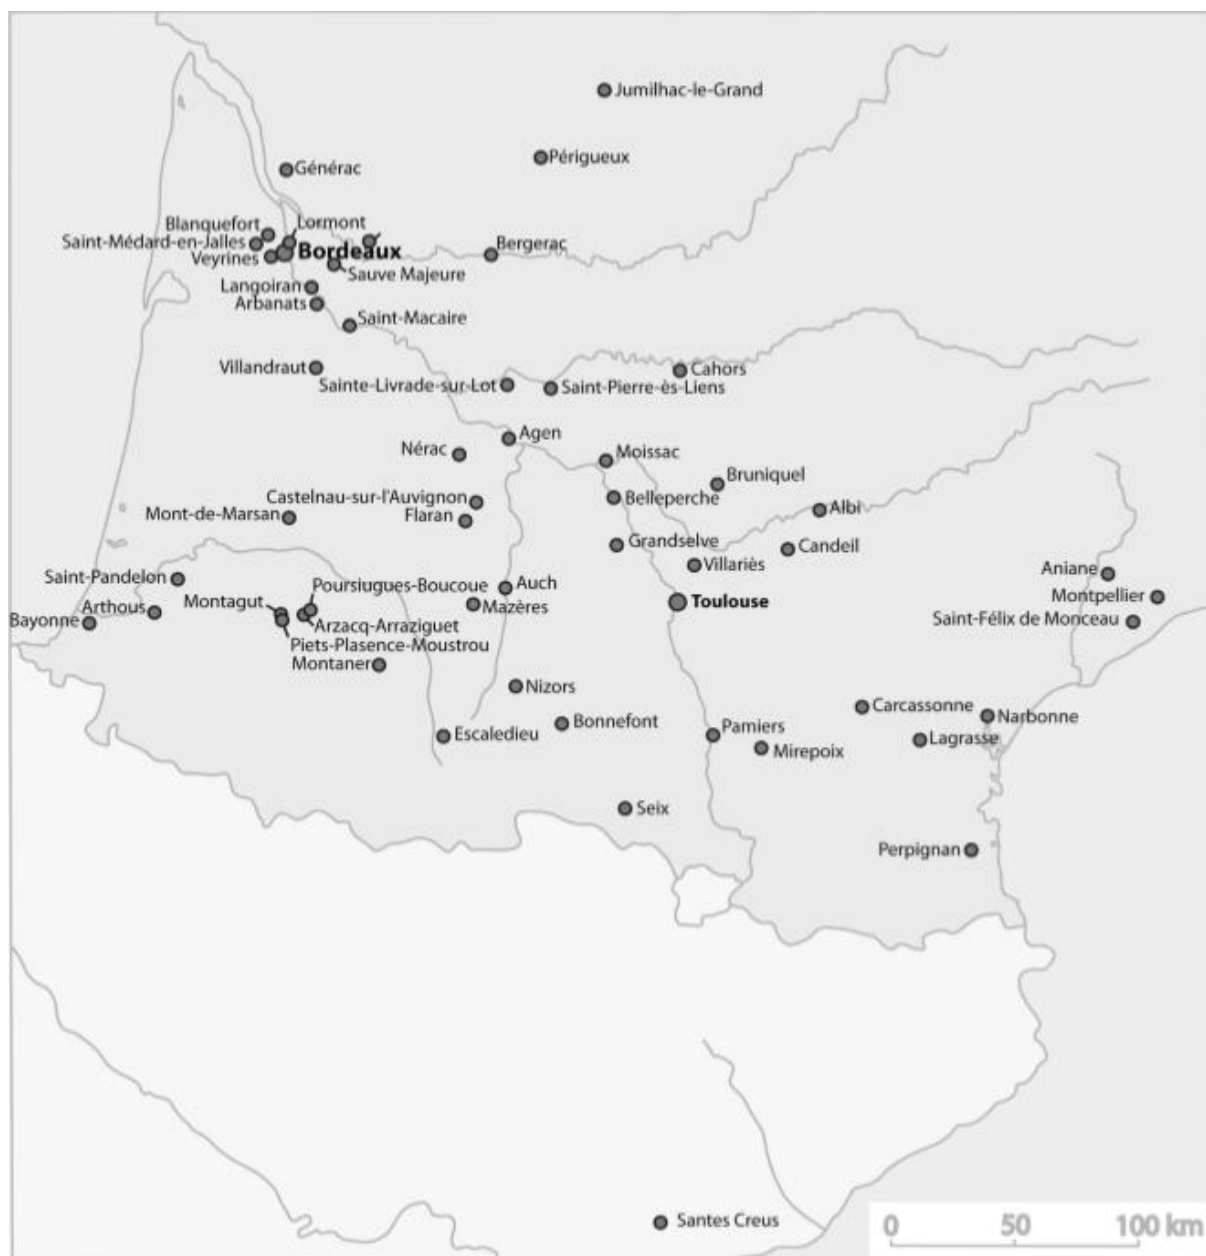 Jumilhac-le-Grand
Périgueux
Générac
Blanquefort
Lormont
Saint-Médard-en-Jalles
Bordeaux
Bergerac
Veyrines
Sauve Majeure
Langoiran
Arbanats
Saint-Macaire
Villandraut
Cahors
Sainte-Livrade-sur-Lot
Saint-Pierre-ès-Liens
Agen
Nérac
Moissac
Bruniquel
Castelnau-sur-l'Auvignon
Belleperche
Mont-de-Marsan
Flaran
Albi
Grandselve
Candeil
Villariès
Aniane
Saint-Pandelon
Poursiugues-Boucoue
Auch
Montpellier
Montagut
Mazères
Toulouse
Arthous
Bayonne
Arzacq-Arraziguet
Saint-Félix de Monceau
Piets-Plasence-Moustrou
Montaner
Nizors
Carcassonne
Narbonne
Escaledieu
Bonnefont
Pamiers
Lagrasse
Mirepoix
Seix
Perpignan
Santes Creus
0 50 100 km